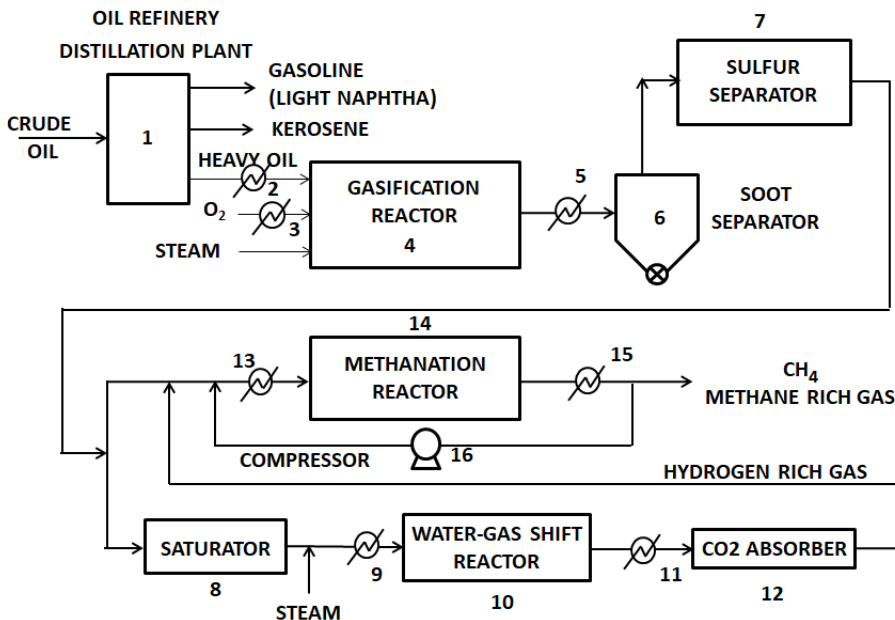 OIL REFINERY
DISTILLATION PLANT
7
GASOLINE
(LIGHT NAPHTHA)
SULFUR
SEPARATOR
CRUDE
OIL
1
KEROSENE
HEAVY OIL
2
O2
3
STEAM
GASIFICATION
REACTOR
4
5
6
SOOT
SEPARATOR
14
13
METHANATION
REACTOR
15
CH4
METHANE RICH GAS
COMPRESSOR
16
HYDROGEN RICH GAS
SATURATOR
8
STEAM
9
WATER-GAS SHIFT
REACTOR
10
11
CO2 ABSORBER
12